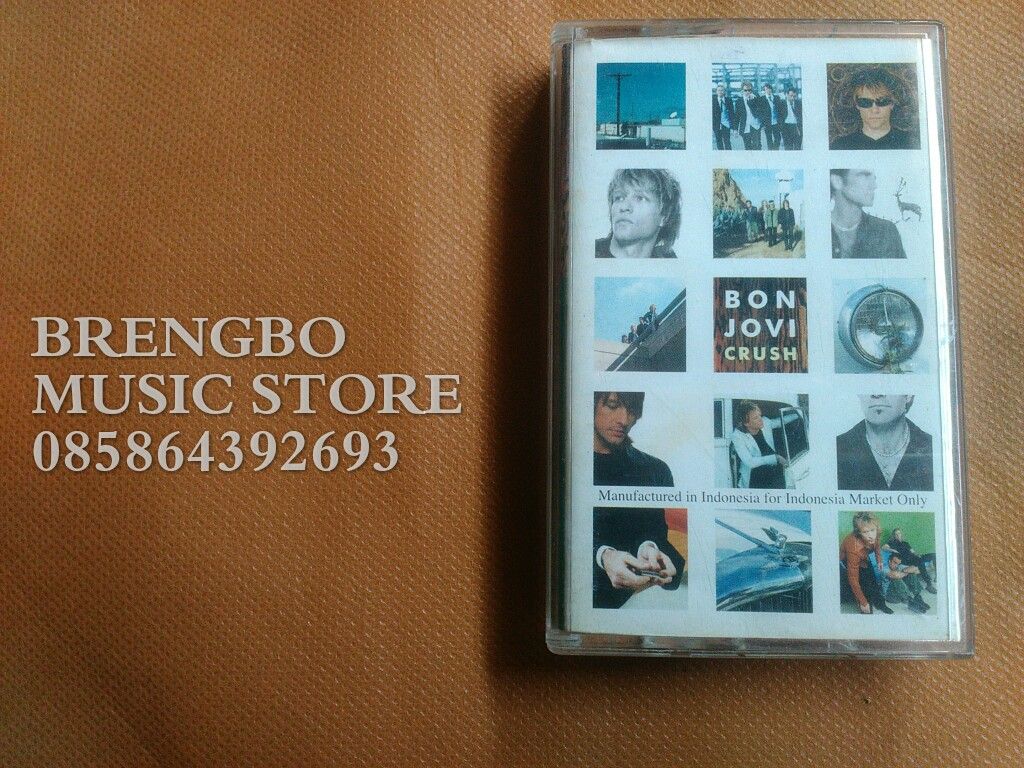 BRENGBO
MUSIC STORE
085864392693
BON
JOVI
CRUSH
Manufactured in Indonesia for Indonesia Market Only